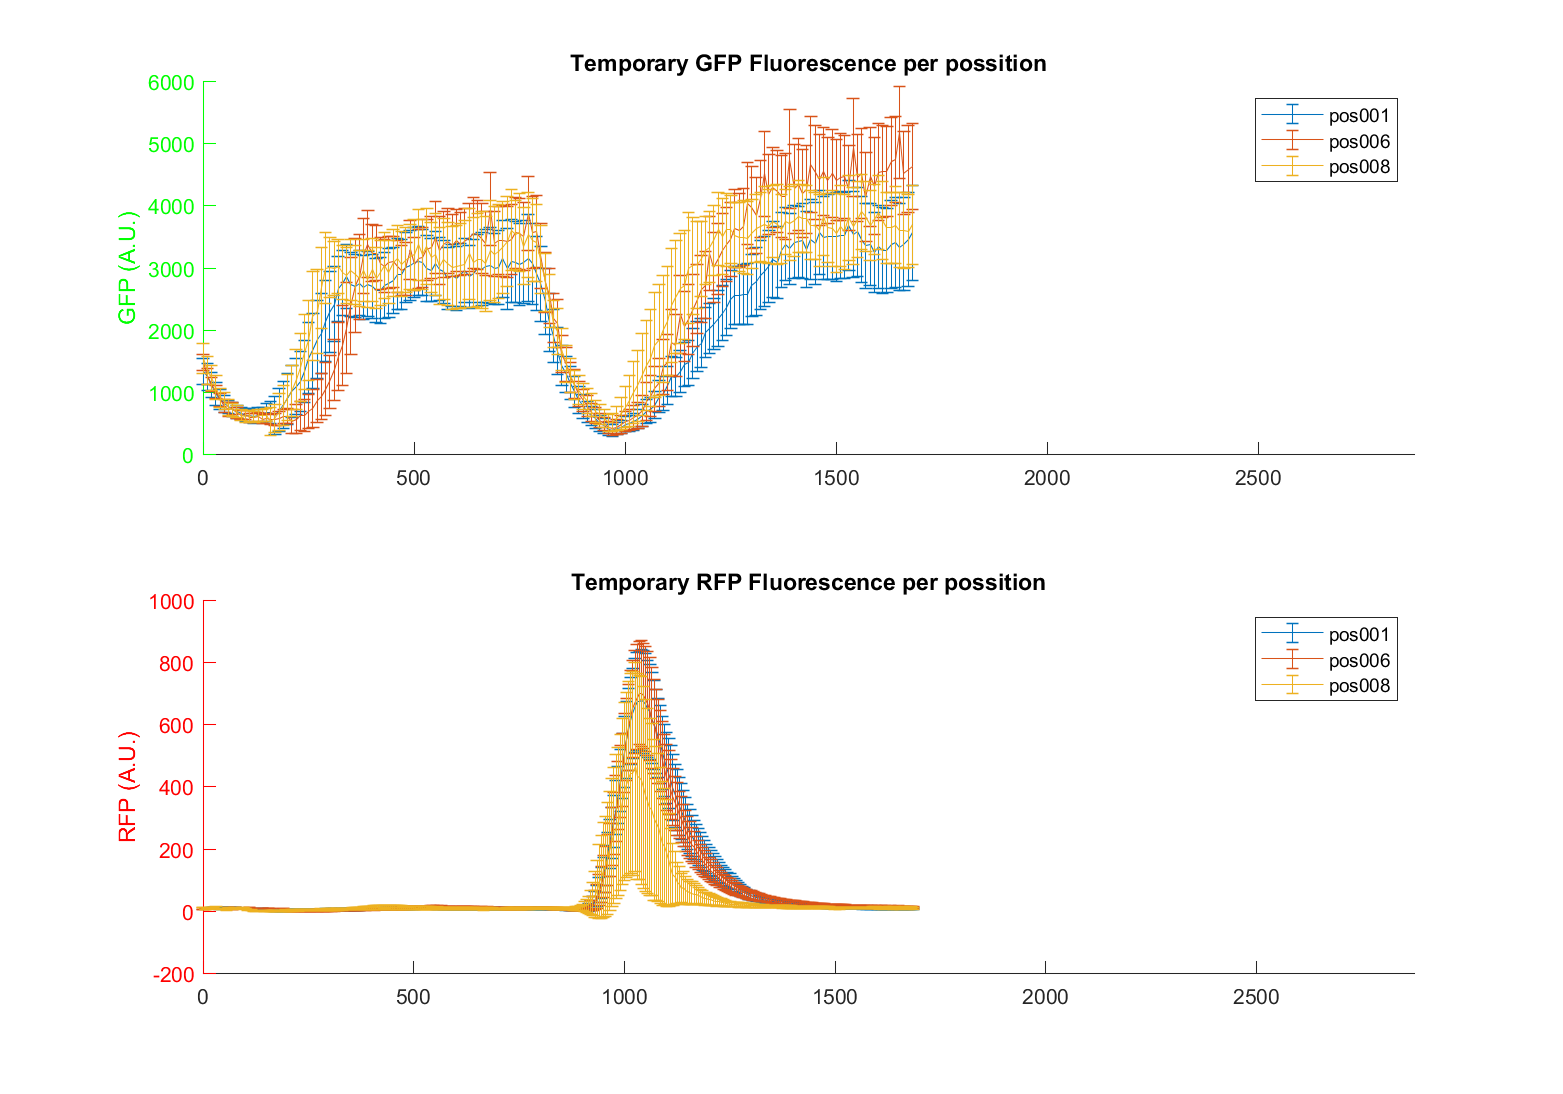 Temporary GFP Fluorescence per possition
GFP (A.U.)
6000
5000
4000
3000
2000
1000
0
0 500 1000 1500 2000 2500
pos001
pos006
pos008
Temporary RFP Fluorescence per possition
RFP (A.U.)
1000
800
600
400
200
0
-200
0 500 1000 1500 2000 2500
pos001
pos006
pos008